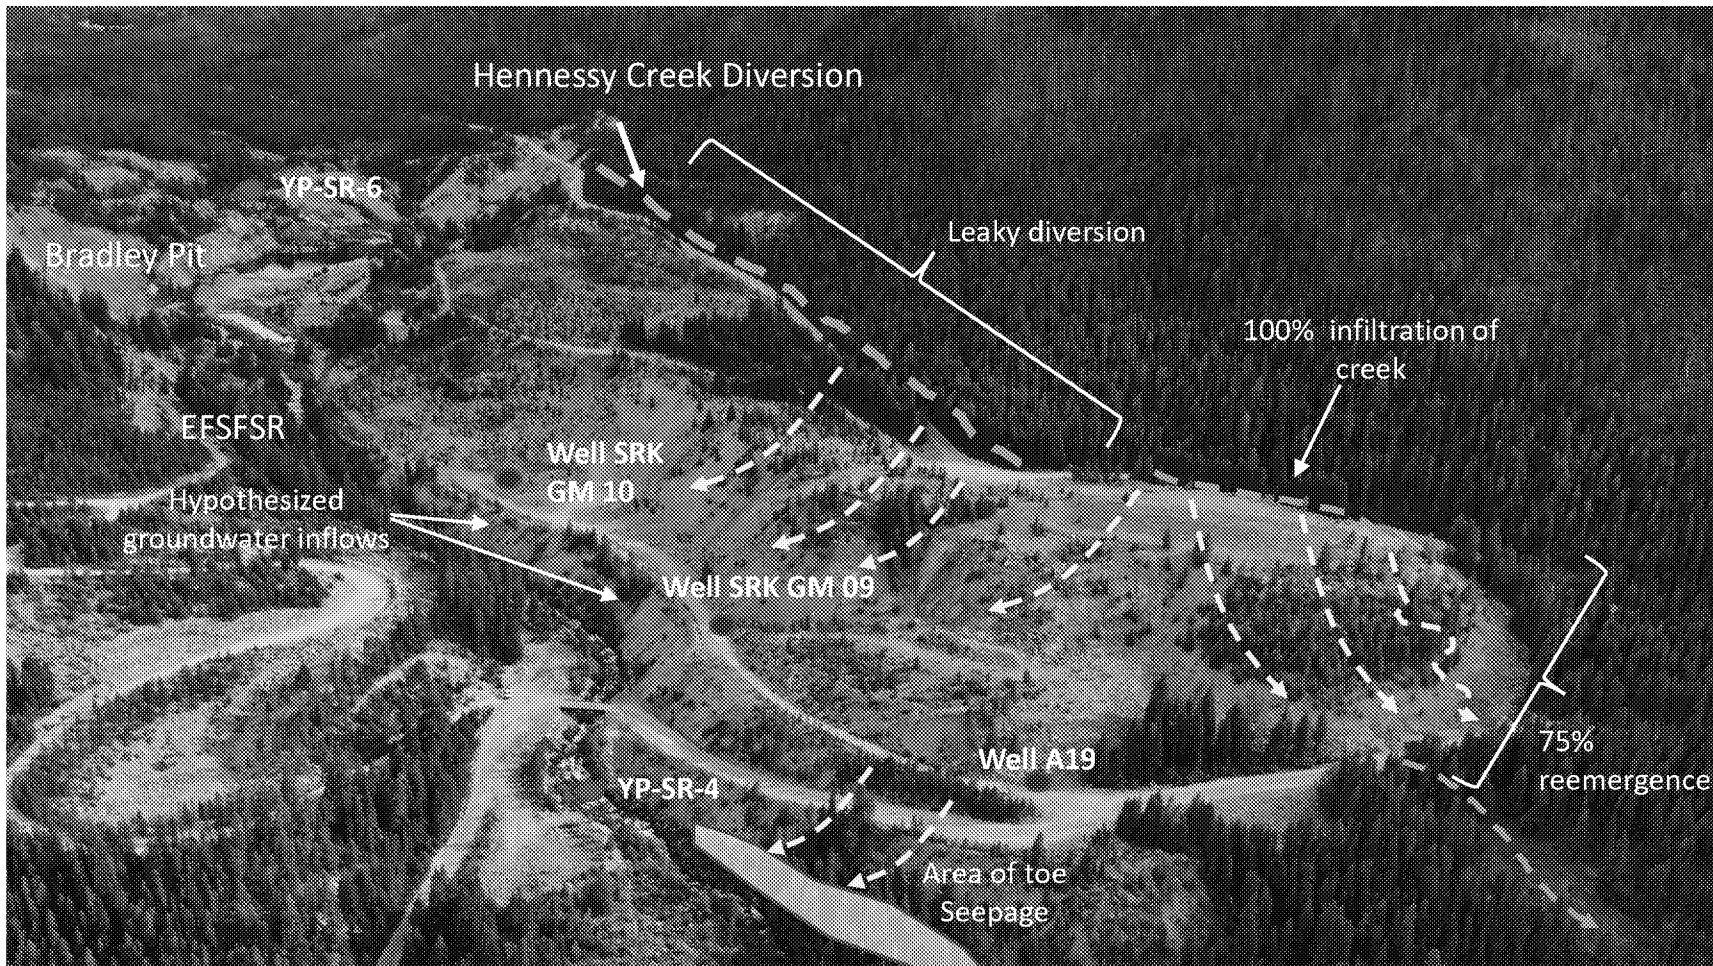 Hennessy Creek Diversion
YP-SR-6
Leaky diversion
Bradley Pit
100% infiltration of
creek
EFSFSR
Well SRK
GM 10
Hypothesized
groundwater inflows
Well SRK GM 09
75%
reemergence
Well A19
YP-SR-4
Area of toe
Seepage